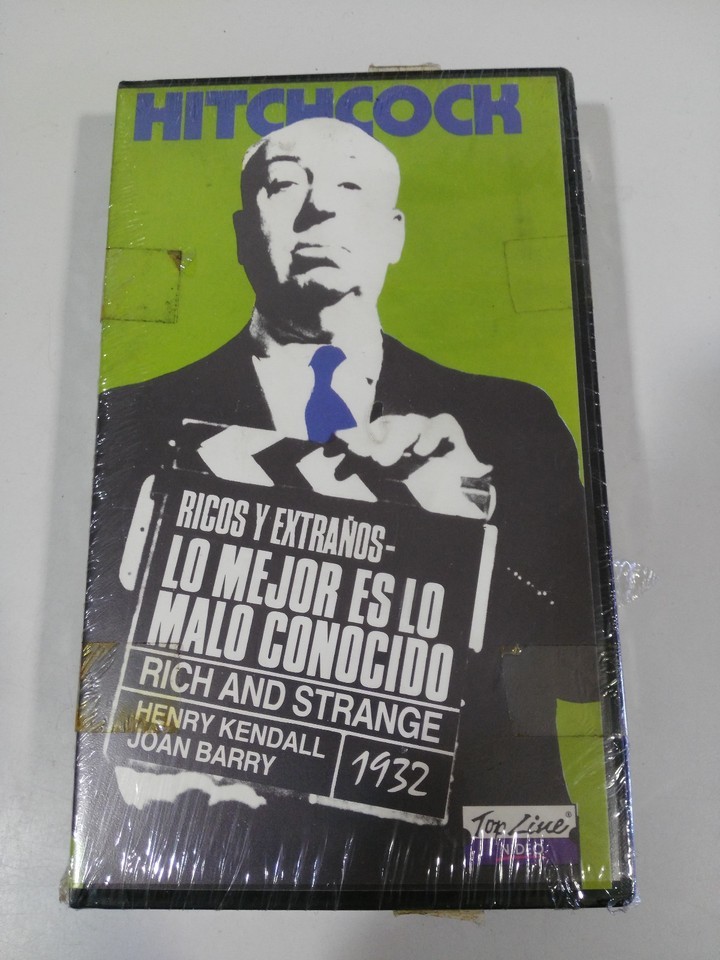 HITCHCOCK
RICOS Y EXTRAÑOS-
LO MEJOR ES LO
MALO CONOCIDO
RICH AND STRANGE
HENRY KENDALL
JOAN BARRY
1932
Top Line ®
VIDEO